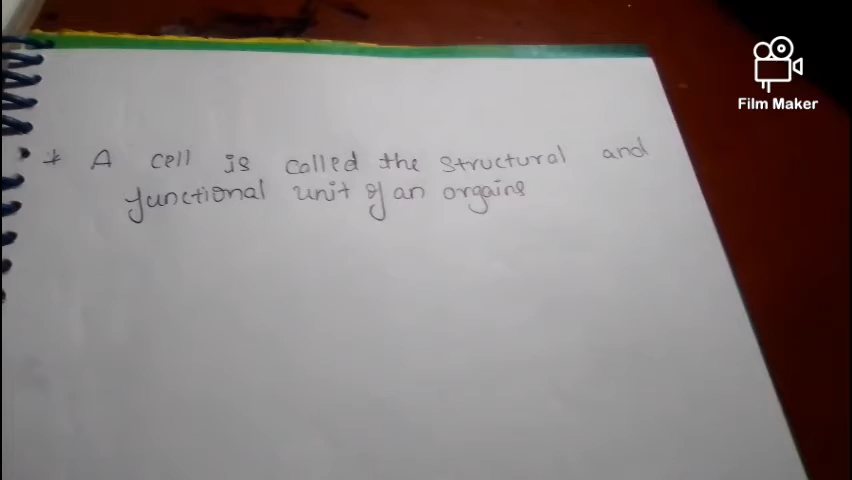 * A cell is called the structural and
functional unit of an orgains
Film Maker